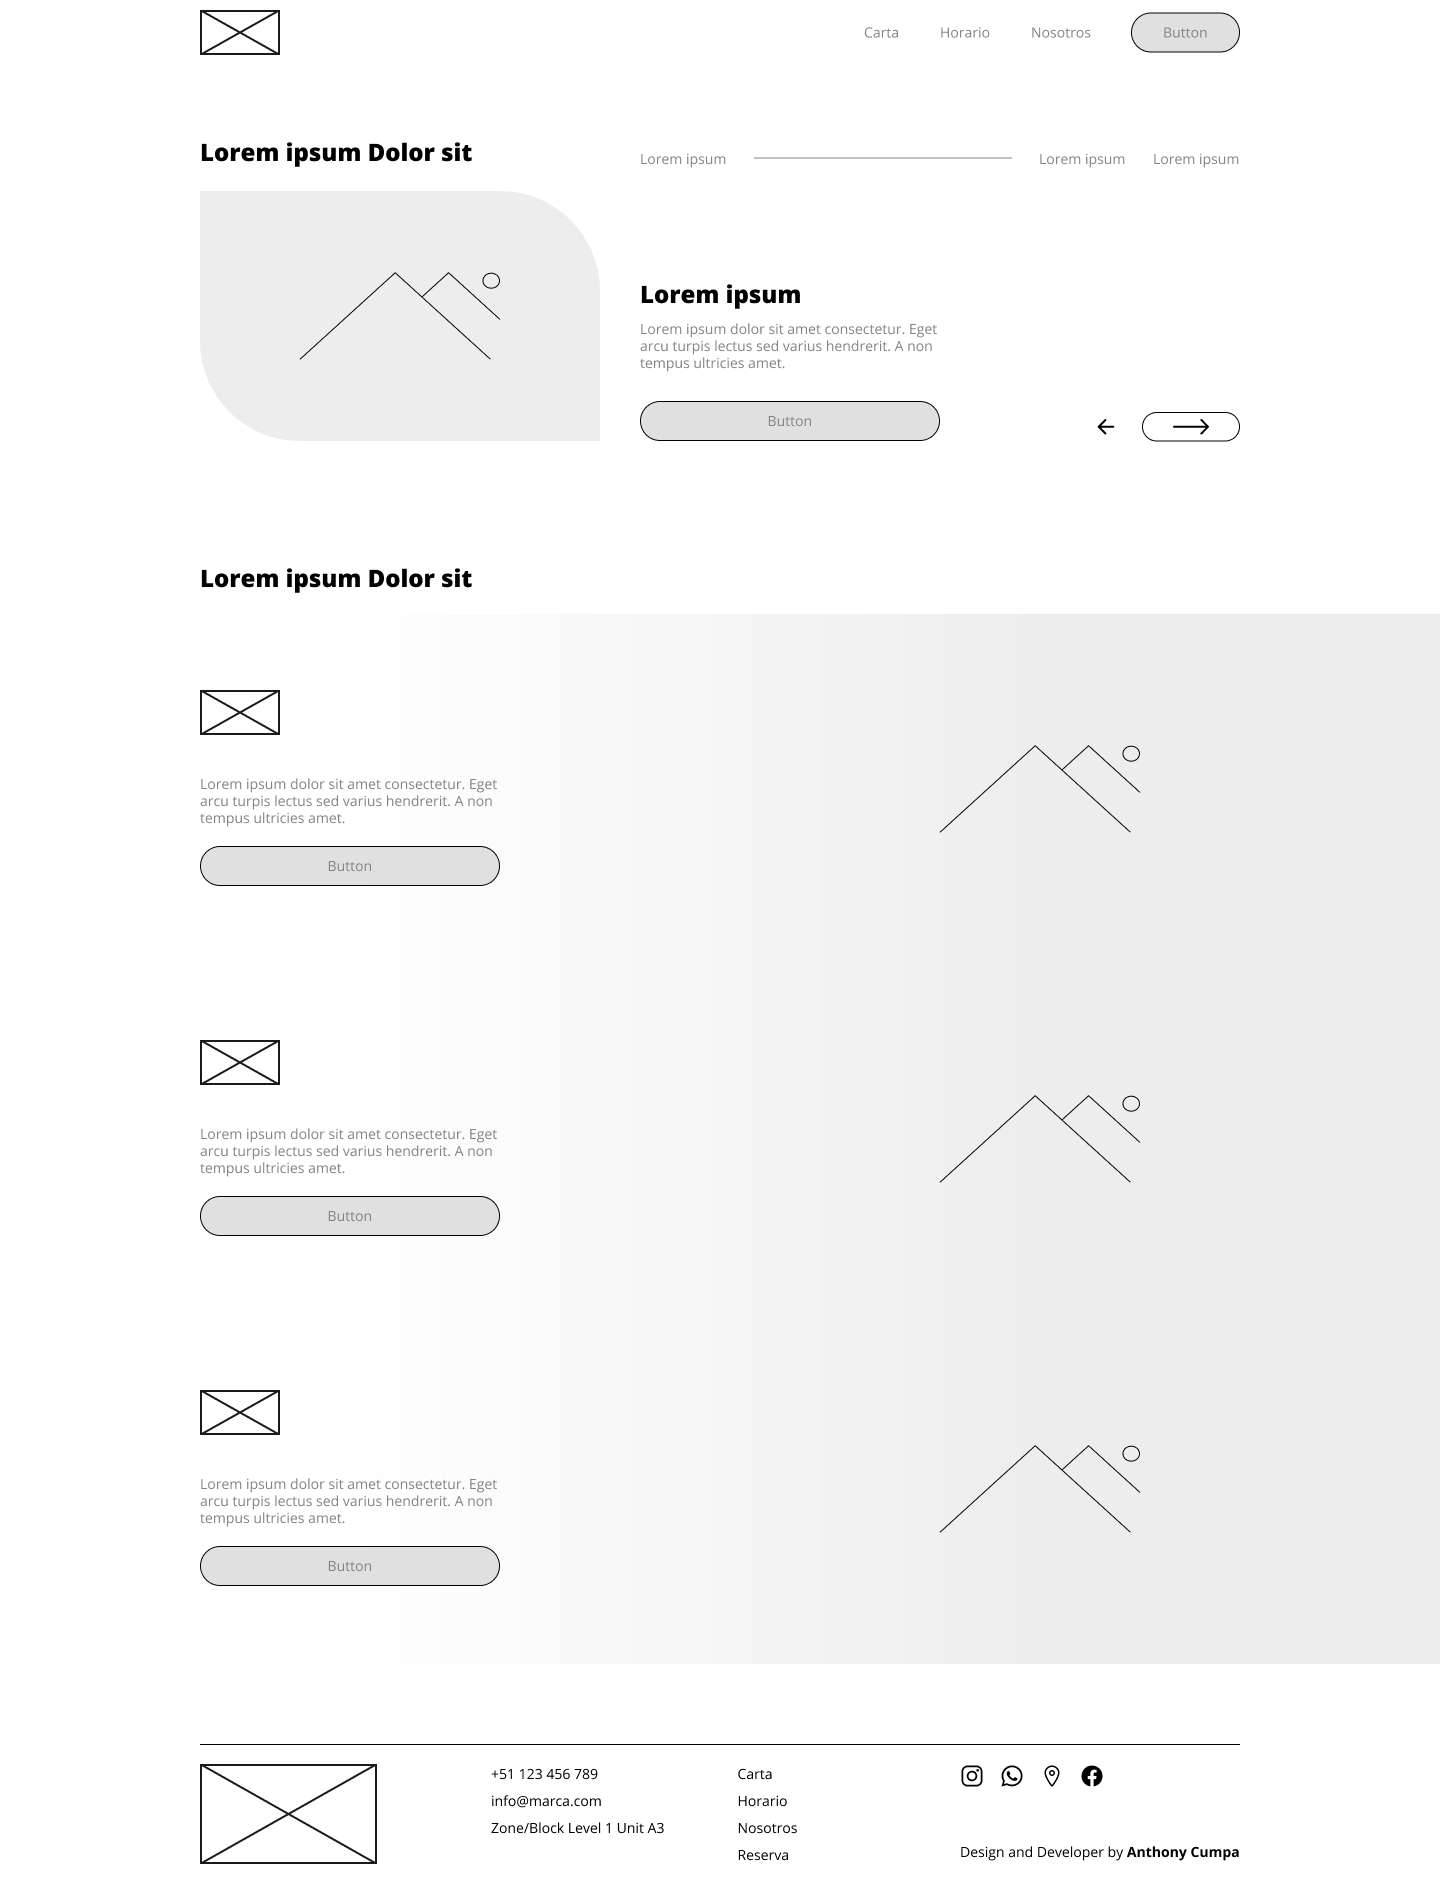 Carta
Horario
Nosotros
Button
Lorem ipsum Dolor sit
Lorem ipsum
Lorem ipsum
Lorem ipsum
Lorem ipsum
Lorem ipsum dolor sit amet consectetur. Eget
arcu turpis lectus sed varius hendrerit. A non
tempus ultricies amet.
Button
Lorem ipsum Dolor sit
Lorem ipsum dolor sit amet consectetur. Eget
arcu turpis lectus sed varius hendrerit. A non
tempus ultricies amet.
Button
Lorem ipsum dolor sit amet consectetur. Eget
arcu turpis lectus sed varius hendrerit. A non
tempus ultricies amet.
Button
Lorem ipsum dolor sit amet consectetur. Eget
arcu turpis lectus sed varius hendrerit. A non
tempus ultricies amet.
Button
+51 123 456 789
info@marca.com
Zone/Block Level 1 Unit A3
Carta
Horario
Nosotros
Reserva
Design and Developer by Anthony Cumpa